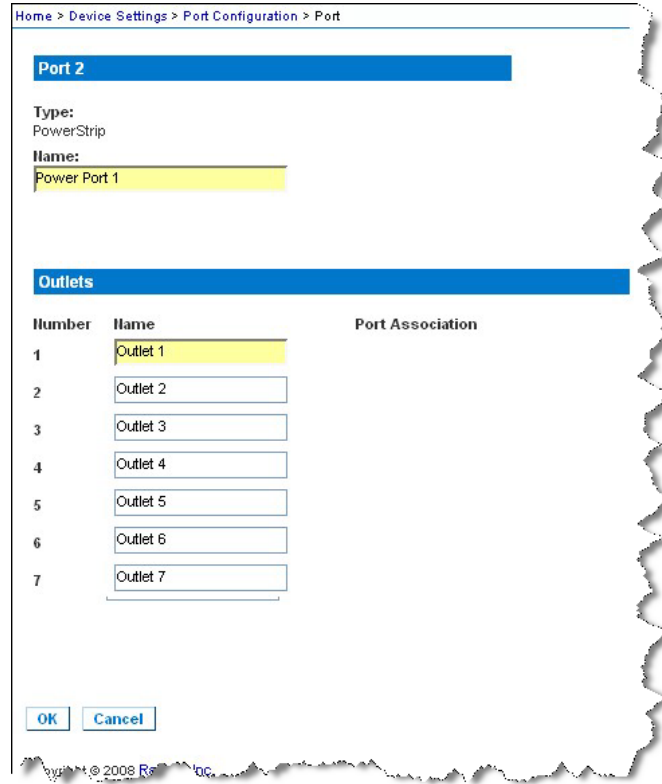 Home > Device Settings > Port Configuration > Port
Port 2
Type:
PowerStrip
Name:
Power Port 1
Outlets
Number Name Port Association
1 Outlet 1
2 Outlet 2
3 Outlet 3
4 Outlet 4
5 Outlet 5
6 Outlet 6
7 Outlet 7
OK Cancel
© 2008